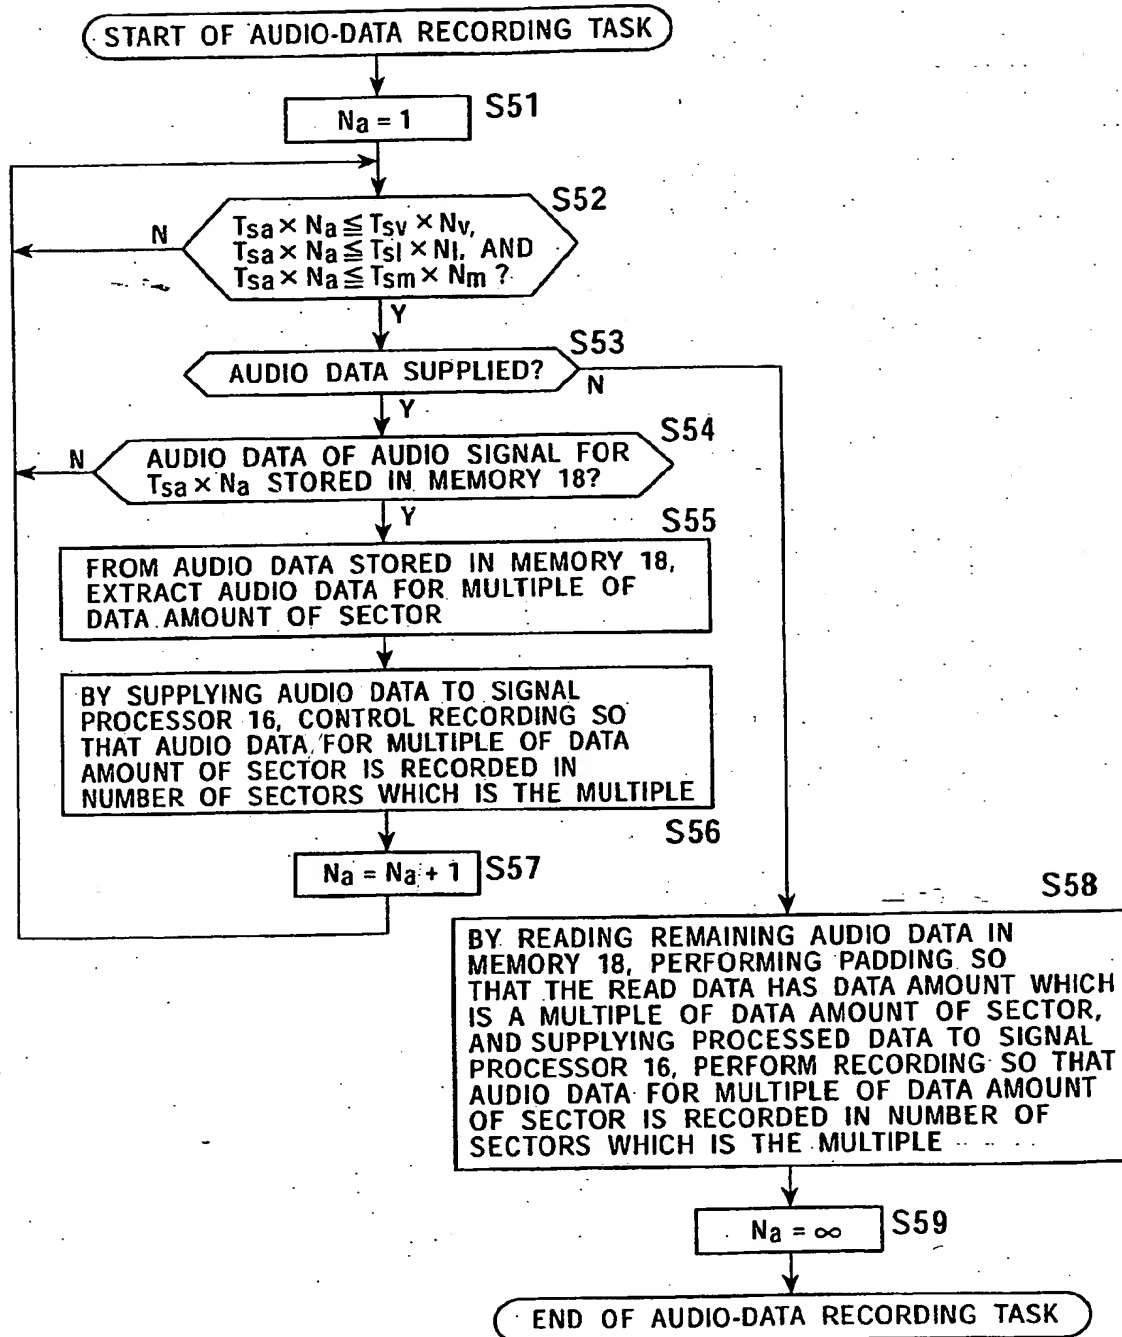 START OF AUDIO-DATA RECORDING TASK
S51
Na = 1
S52
Tsa × Na ≦ Tsv × Nv,
Tsa × Na ≦ Tsl × Nl, AND
Tsa × Na ≦ Tsm × Nm ?
N
Y
S53
AUDIO DATA SUPPLIED?
N
Y
S54
AUDIO DATA OF AUDIO SIGNAL FOR
Tsa × Na STORED IN MEMORY 18?
N
Y
S55
FROM AUDIO DATA STORED IN MEMORY 18,
EXTRACT AUDIO DATA FOR MULTIPLE OF
DATA AMOUNT OF SECTOR
BY SUPPLYING AUDIO DATA TO SIGNAL
PROCESSOR 16, CONTROL RECORDING SO
THAT AUDIO DATA FOR MULTIPLE OF DATA
AMOUNT OF SECTOR IS RECORDED IN
NUMBER OF SECTORS WHICH IS THE MULTIPLE
S56
Na = Na + 1
S57
S58
BY READING REMAINING AUDIO DATA IN
MEMORY 18, PERFORMING PADDING SO
THAT THE READ DATA HAS DATA AMOUNT WHICH
IS A MULTIPLE OF DATA AMOUNT OF SECTOR,
AND SUPPLYING PROCESSED DATA TO SIGNAL
PROCESSOR 16, PERFORM RECORDING SO THAT
AUDIO DATA FOR MULTIPLE OF DATA AMOUNT
OF SECTOR IS RECORDED IN NUMBER OF
SECTORS WHICH IS THE MULTIPLE
Na = ∞
S59
END OF AUDIO-DATA RECORDING TASK